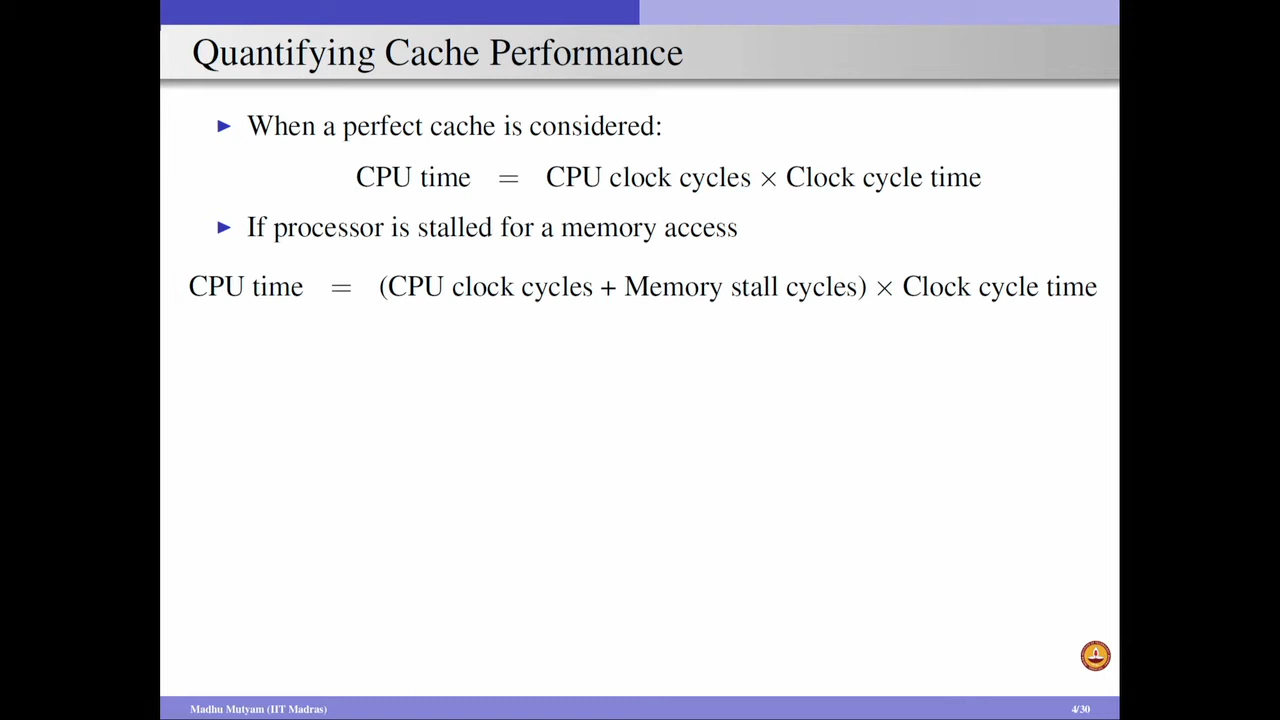 Quantifying Cache Performance
When a perfect cache is considered:
CPU time = CPU clock cycles × Clock cycle time
If processor is stalled for a memory access
CPU time = (CPU clock cycles + Memory stall cycles) × Clock cycle time
Madhu Mutyam (IIT Madras) 4/30